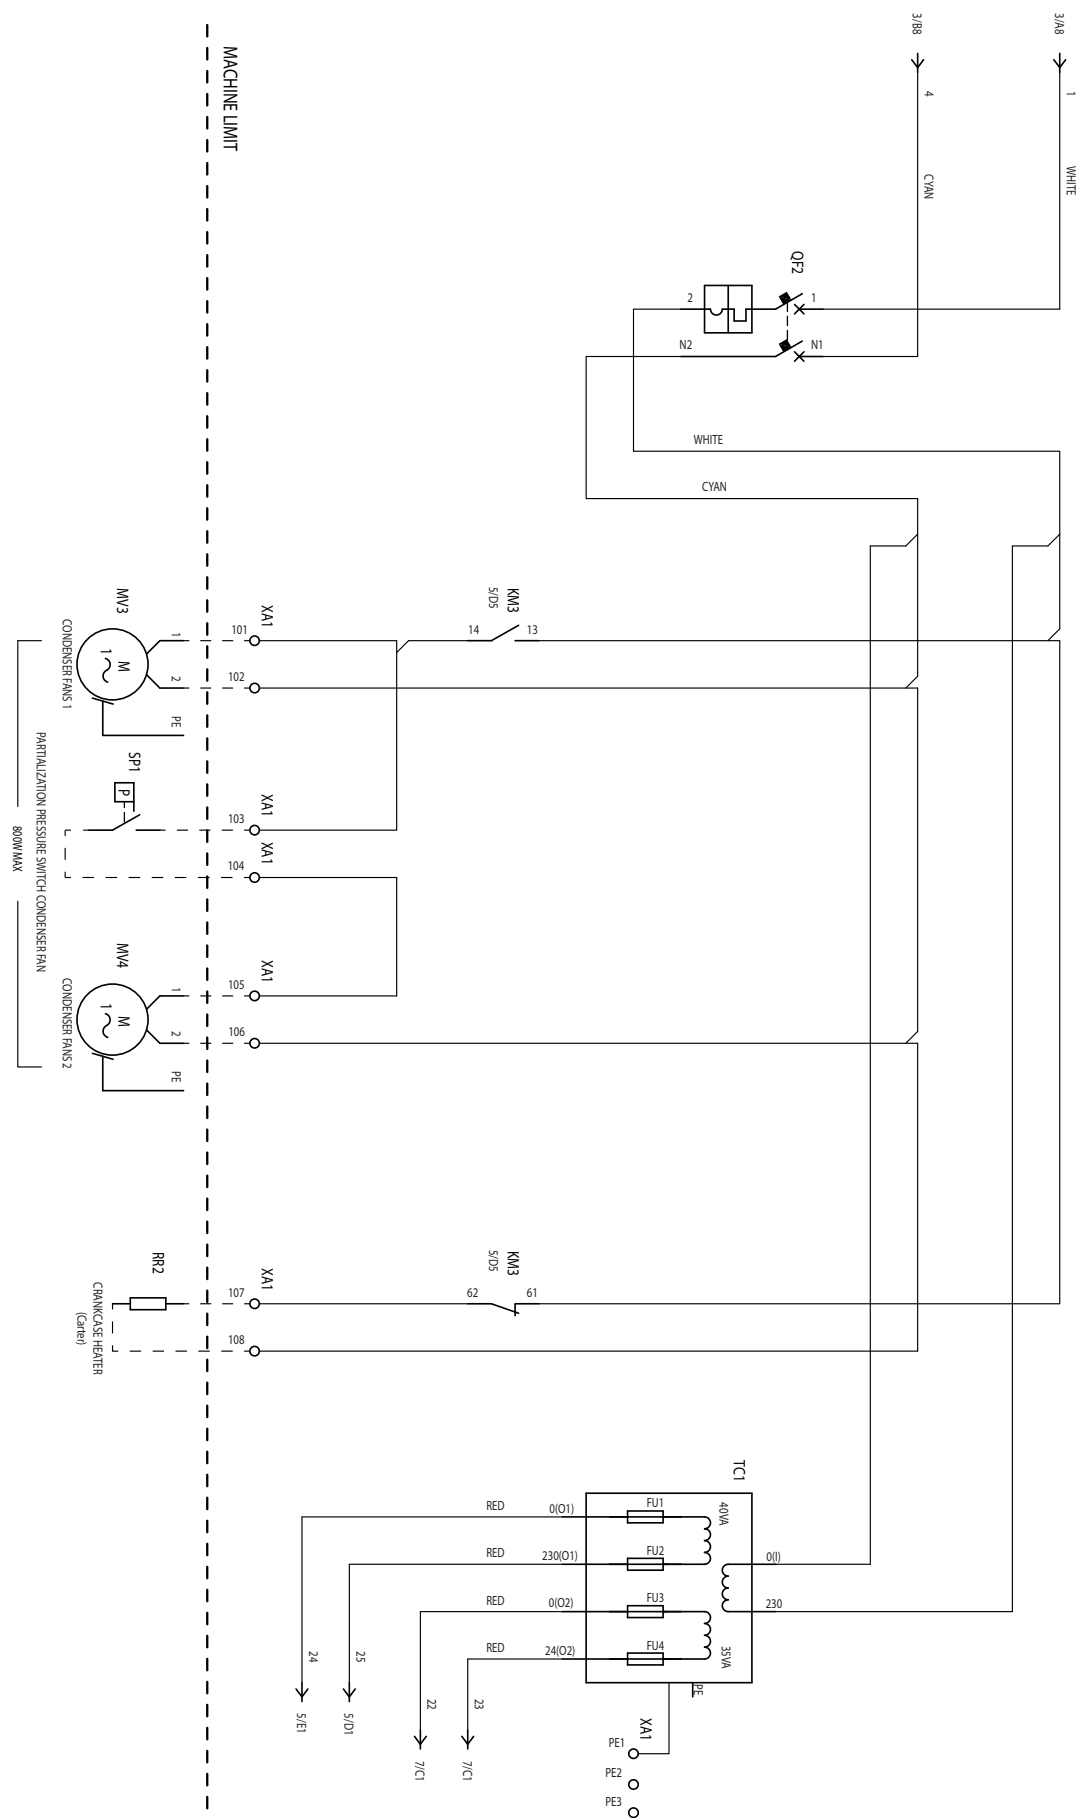 3/B8
3/A8
4
1
CYAN
WHITE
MACHINE LIMIT
QF2
2
1
N2
N1
WHITE
CYAN
MV3
M
1
1
2
PE
CONDENSER FANS 1
XA1
101
102
KM3
5/D5
14
13
SP1
P
PARTIALIZATION PRESSURE SWITCH CONDENSER FAN
800W MAX
XA1
103
XA1
104
MV4
M
1
1
2
PE
CONDENSER FANS 2
XA1
105
106
RR2
CRANKCASE HEATER
(Carter)
XA1
107
108
KM3
5/D5
62
61
TC1
40VA
35VA
RED
0(O1)
FU1
RED
230(O1)
FU2
0(I)
RED
0(O2)
FU3
230
RED
24(O2)
FU4
PE
24
25
22
23
5/E1
5/D1
7/C1
7/C1
XA1
PE1
PE2
PE3